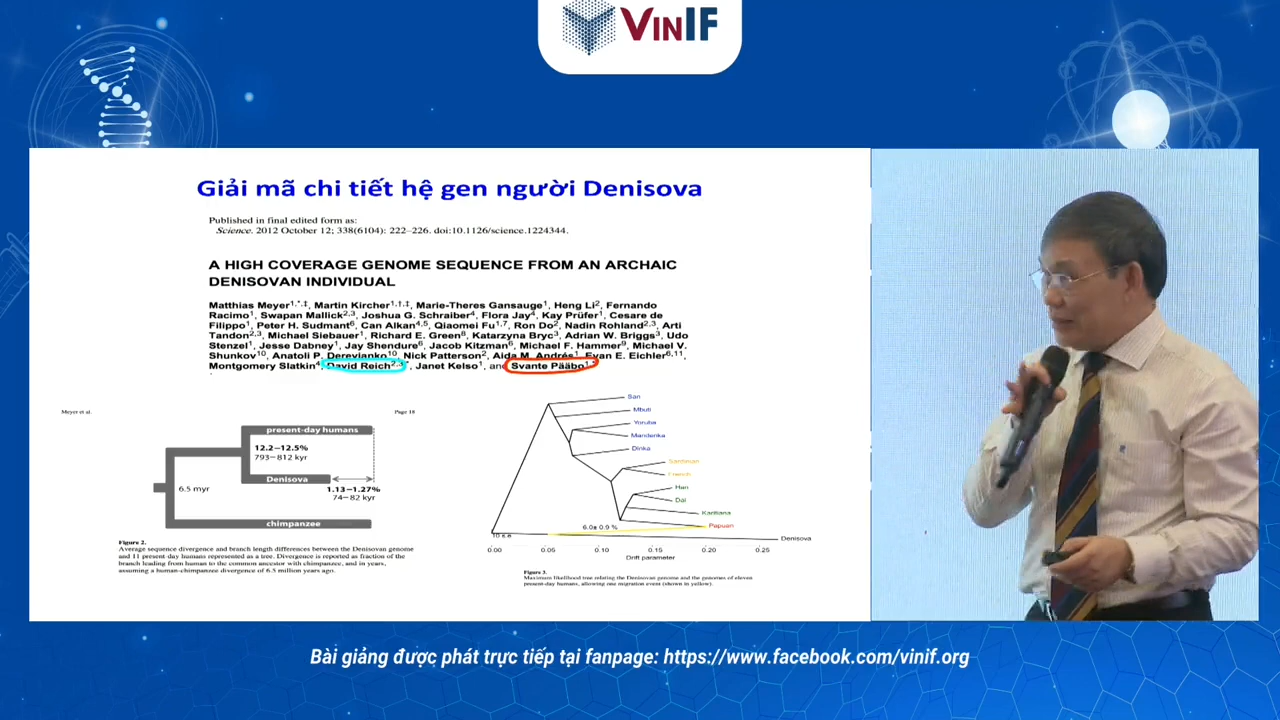 VINIF
Giải mã chi tiết hệ gen người Denisova
Published in final edited form as:
Science. 2012 October 12; 338(6104): 222–226. doi:10.1126/science.1224344.
A HIGH COVERAGE GENOME SEQUENCE FROM AN ARCHAIC
DENISOVAN INDIVIDUAL
Matthias Meyer1,*,‡, Martin Kircher1,†,‡, Marie-Theres Gansauge1, Heng Li2, Fernando
Racimo1, Swapan Mallick2,3, Joshua G. Schraiber4, Flora Jay4, Kay Prüfer1, Cesare de
Filippo1, Peter H. Sudmant6, Can Alkan4,5, Qiaomei Fu1,7, Ron Do2, Nadin Rohland2,3, Arti
Tandon2,3, Michael Siebauer1, Richard E. Green8, Katarzyna Bryc3, Adrian W. Briggs3, Udo
Stenzel1, Jesse Dabney1, Jay Shendure6, Jacob Kitzman6, Michael F. Hammer9, Michael V.
Shunkov10, Anatoli P. Derevianko10, Nick Patterson2, Aida M. Andrés1, Evan E. Eichler6,11,
Montgomery Slatkin4, David Reich2,3, Janet Kelso1, and Svante Pääbo1
Meyer et al. Page 18
present-day humans
12.2–12.5%
793–812 kyr
Denisova
6.5 myr
1.13–1.27%
74–82 kyr
chimpanzee
Figure 2.
Average sequence divergence and branch length differences between the Denisovan genome
and 11 present-day humans represented as a tree. Divergence is reported as fraction of the
branch leading from human to the common ancestor with chimpanzee, and in years,
assuming a human-chimpanzee divergence of 6.5 million years ago.
San
Mbuti
Yoruba
Mandenka
Dinka
Sardinian
French
Han
Dai
Karitiana
Papuan
6.0± 0.9 %
Denisova
10 s.e
0.00 0.05 0.10 0.15 0.20 0.25
Drift parameter
Figure 3.
Maximum likelihood tree relating the Denisovan genome and the genomes of eleven
present-day humans, allowing one migration event (shown in yellow).
Bài giảng được phát trực tiếp tại fanpage: https://www.facebook.com/vinif.org